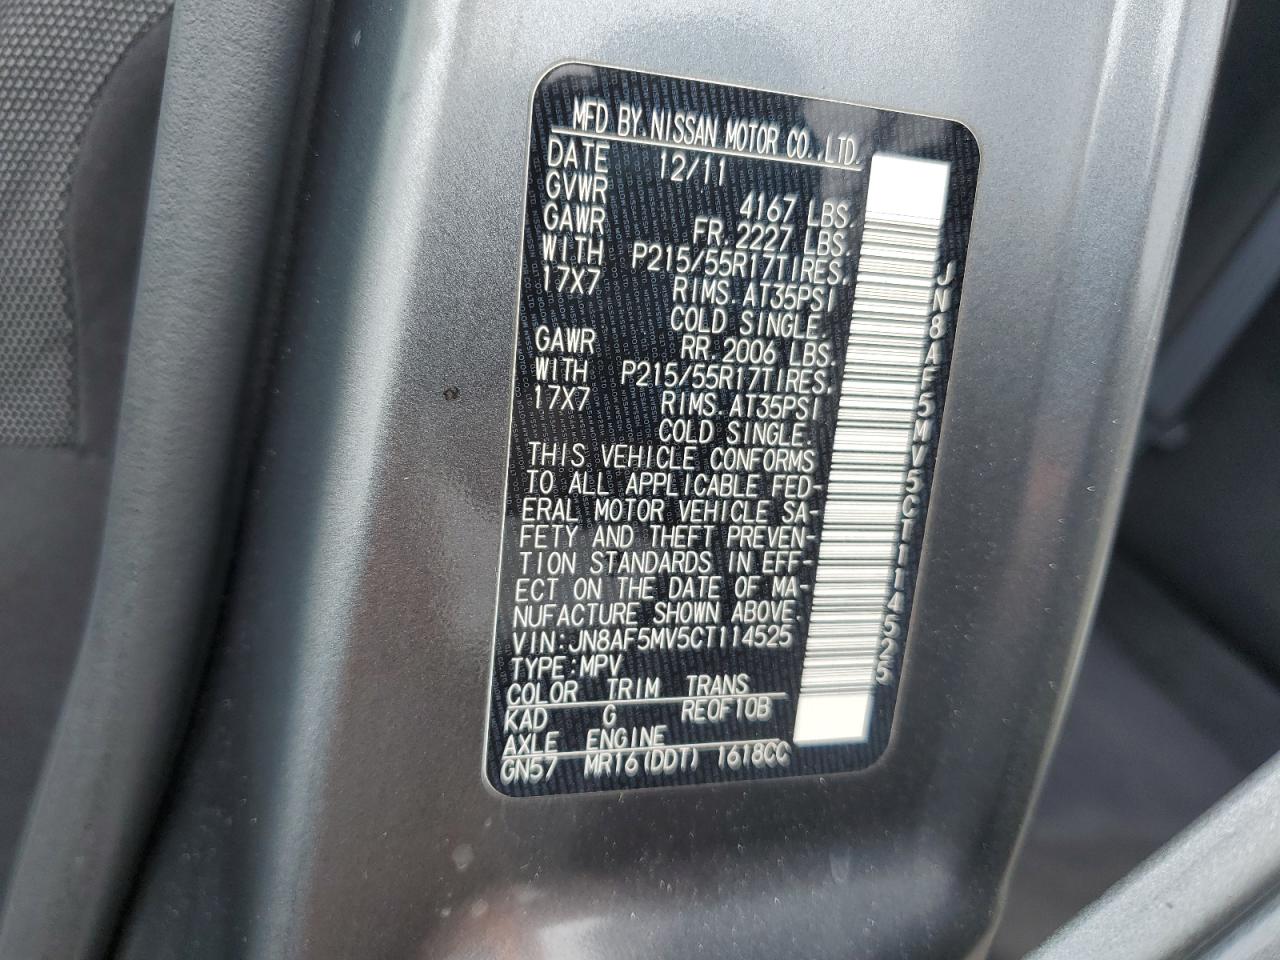 MFD BY NISSAN MOTOR CO.,LTD.
DATE 12/11
GVWR 4167 LBS.
GAWR FR. 2227 LBS.
WITH P215/55R17TIRES.
17X7 RIMS. AT35PSI
COLD SINGLE.
GAWR RR. 2006 LBS.
WITH P215/55R17TIRES.
17X7 RIMS. AT35PSI
COLD SINGLE.
THIS VEHICLE CONFORMS
TO ALL APPLICABLE FED-
ERAL MOTOR VEHICLE SA-
FETY AND THEFT PREVEN-
TION STANDARDS IN EFF-
ECT ON THE DATE OF MA-
NUFACTURE SHOWN ABOVE.
VIN:JN8AF5MV5CT114525
TYPE:MPV
COLOR TRIM TRANS
KAD G RE0F10B
AXLE ENGINE
GN57 MR16(DDT) 1618CC
JN8AF5MV5CT114525